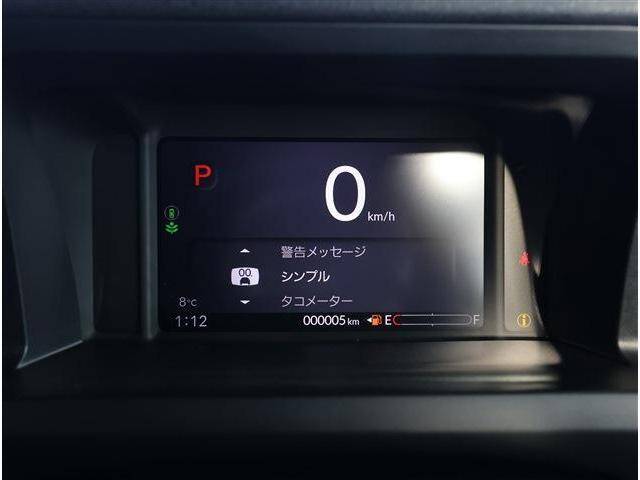 P
0 km/h
警告メッセージ
00 シンプル
タコメーター
8°C
1:12 000005 km E F